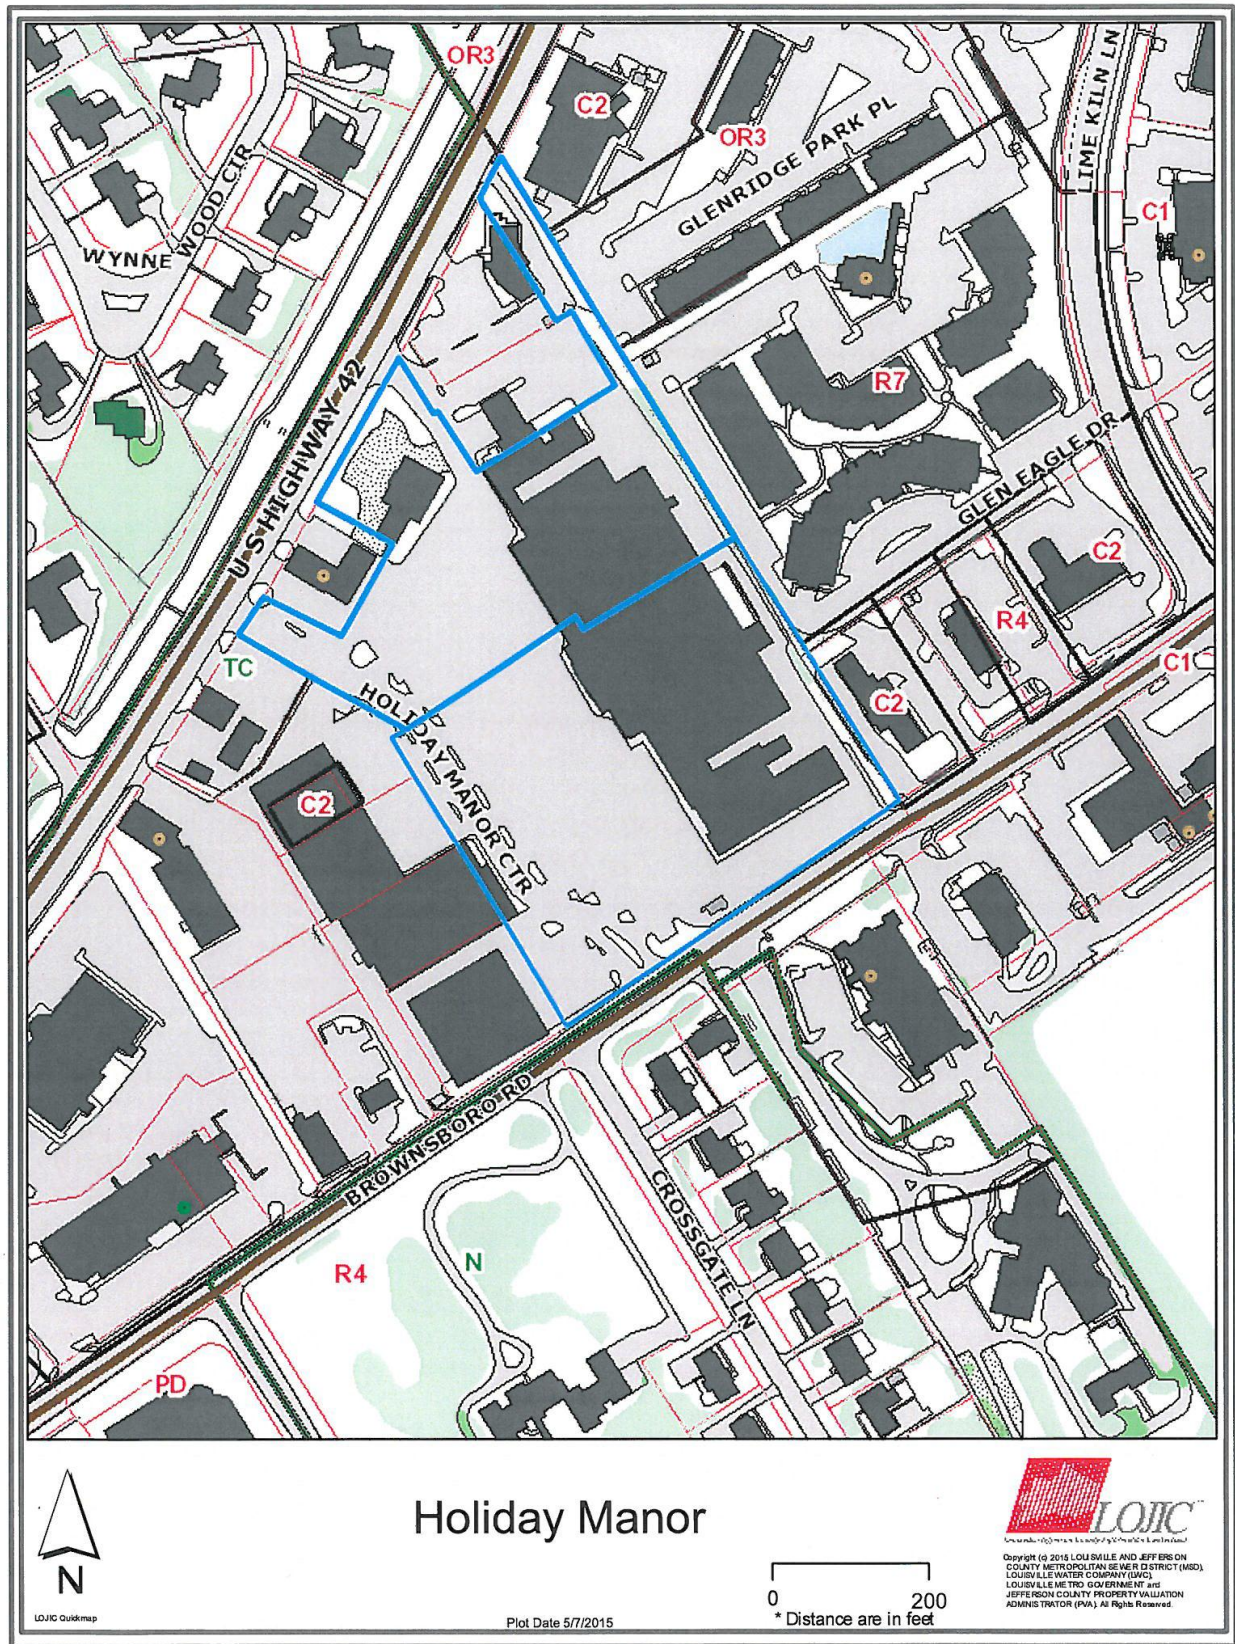 OR3
C2
OR3
LIME KILN LN
GLENRIDGE PARK PL
C1
WYNNE WOOD CIR
U S HIGHWAY 42
R7
GLEN EAGLE DR
C2
R4
C1
TC
C2
HOLIDAY MANOR CTR
C2
BROWNSBORO RD
CROSSGATE LN
R4
N
PD
N
Holiday Manor
LOJIC
Copyright (c) 2015 LOUISVILLE AND JEFFERSON
COUNTY METROPOLITAN SEWER DISTRICT (MSD),
LOUISVILLE WATER COMPANY (LWC),
LOUISVILLE METRO GOVERNMENT and
JEFFERSON COUNTY PROPERTY VALUATION
ADMINISTRATOR (PVA). All Rights Reserved.
0 200
* Distance are in feet
LOJIC Quickmap
Plot Date 5/7/2015